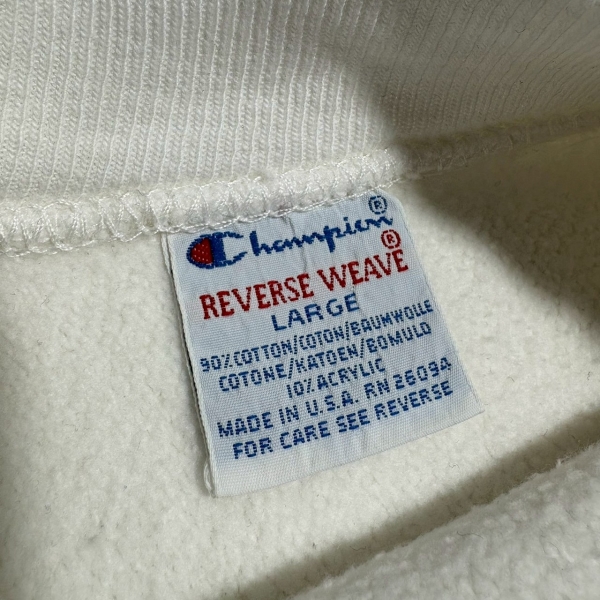 Champion®
REVERSE WEAVE®
LARGE
90% COTTON/COTON/BAUMWOLLE
COTONE/KATOEN/BOMULD
10% ACRYLIC
MADE IN U.S.A. RN 26094
FOR CARE SEE REVERSE